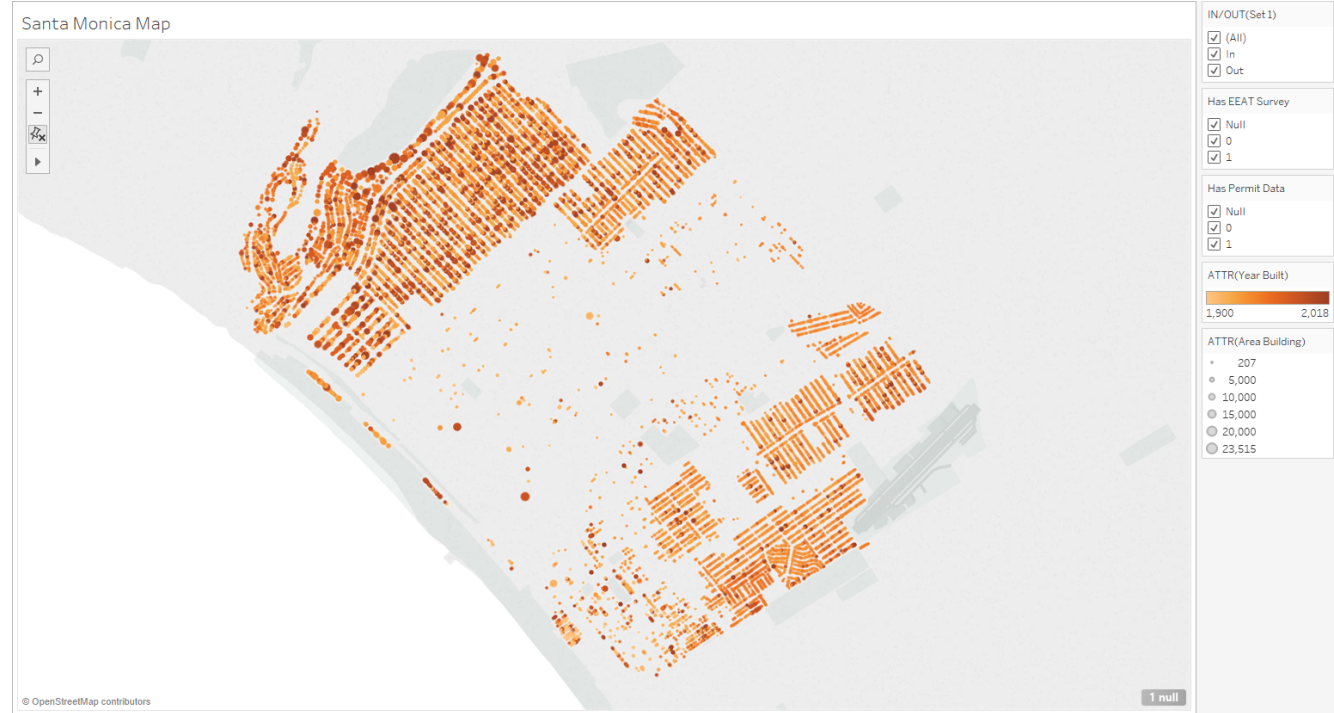 Santa Monica Map
IN/OUT(Set 1)
(All)
In
Out
Has EEAT Survey
Null
0
1
Has Permit Data
Null
0
1
ATTR(Year Built)
1,900 2,018
ATTR(Area Building)
207
5,000
10,000
15,000
20,000
23,515
© OpenStreetMap contributors
1 null